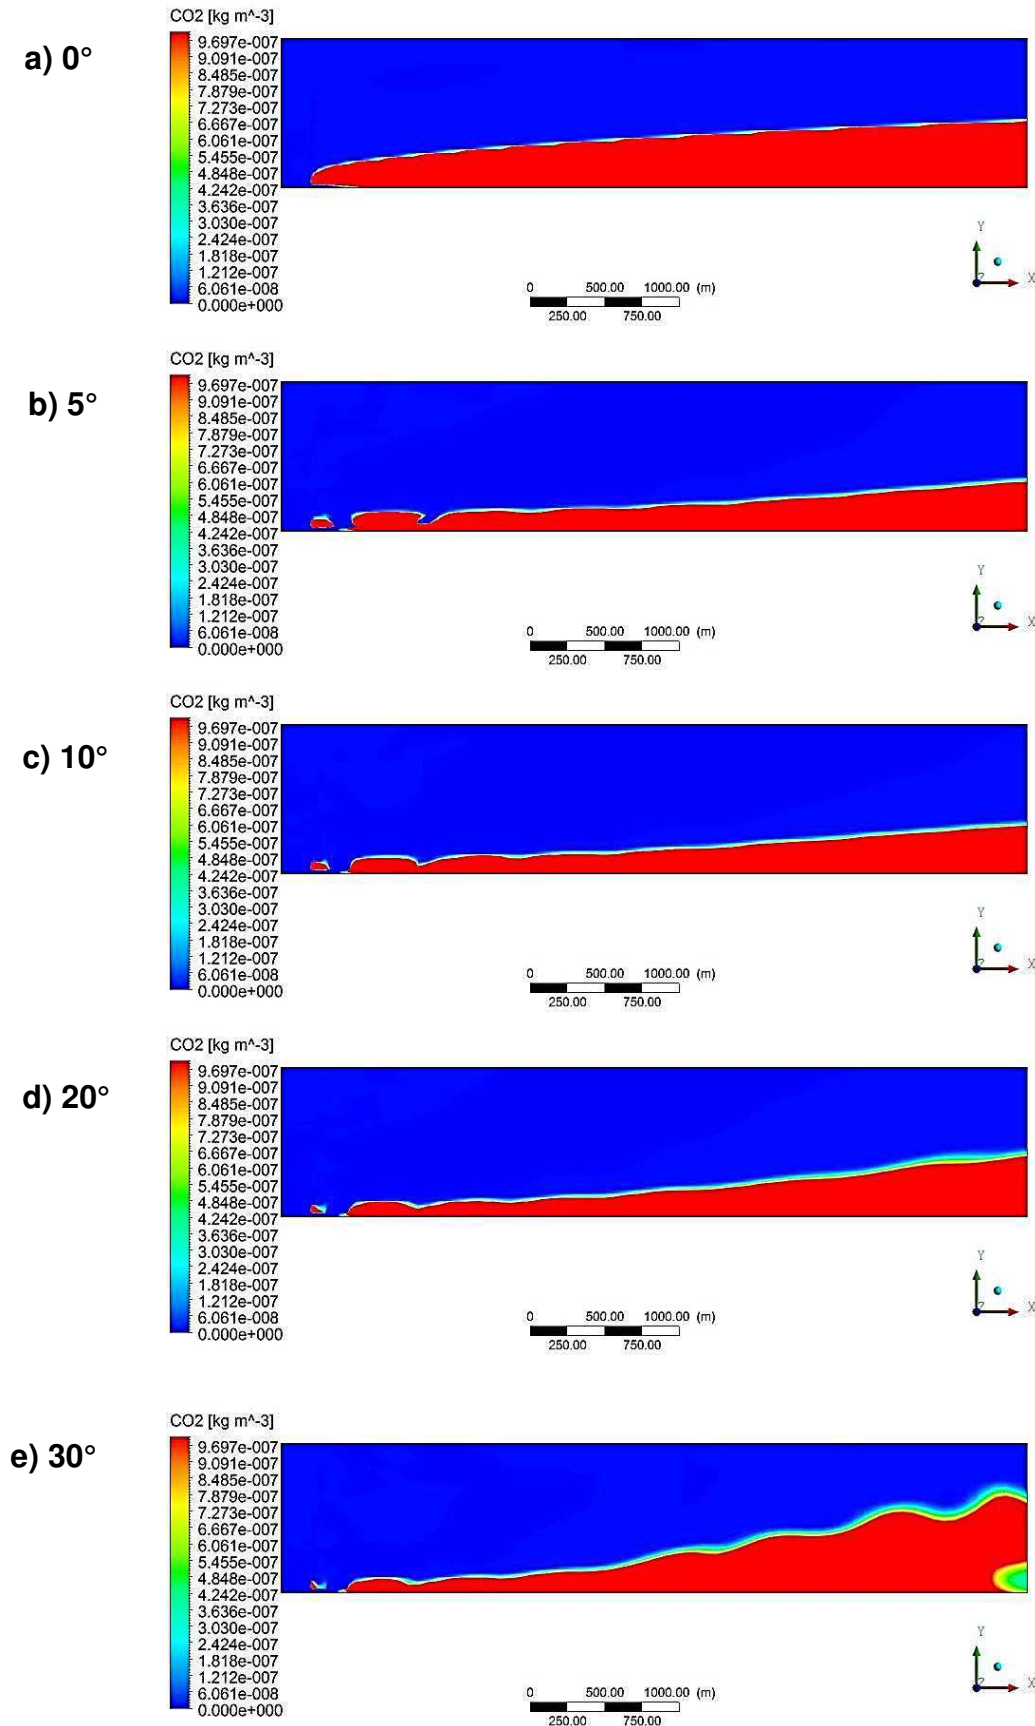 CO2 [kg m^-3]
a) 0°
9.697e-007
9.091e-007
8.485e-007
7.879e-007
7.273e-007
6.667e-007
6.061e-007
5.455e-007
4.848e-007
4.242e-007
3.636e-007
3.030e-007
2.424e-007
1.818e-007
1.212e-007
6.061e-008
0.000e+000
Y
X
Z
0 500.00 1000.00 (m)
250.00 750.00
CO2 [kg m^-3]
b) 5°
9.697e-007
9.091e-007
8.485e-007
7.879e-007
7.273e-007
6.667e-007
6.061e-007
5.455e-007
4.848e-007
4.242e-007
3.636e-007
3.030e-007
2.424e-007
1.818e-007
1.212e-007
6.061e-008
0.000e+000
Y
X
Z
0 500.00 1000.00 (m)
250.00 750.00
CO2 [kg m^-3]
c) 10°
9.697e-007
9.091e-007
8.485e-007
7.879e-007
7.273e-007
6.667e-007
6.061e-007
5.455e-007
4.848e-007
4.242e-007
3.636e-007
3.030e-007
2.424e-007
1.818e-007
1.212e-007
6.061e-008
0.000e+000
Y
X
Z
0 500.00 1000.00 (m)
250.00 750.00
CO2 [kg m^-3]
d) 20°
9.697e-007
9.091e-007
8.485e-007
7.879e-007
7.273e-007
6.667e-007
6.061e-007
5.455e-007
4.848e-007
4.242e-007
3.636e-007
3.030e-007
2.424e-007
1.818e-007
1.212e-007
6.061e-008
0.000e+000
Y
X
Z
0 500.00 1000.00 (m)
250.00 750.00
CO2 [kg m^-3]
e) 30°
9.697e-007
9.091e-007
8.485e-007
7.879e-007
7.273e-007
6.667e-007
6.061e-007
5.455e-007
4.848e-007
4.242e-007
3.636e-007
3.030e-007
2.424e-007
1.818e-007
1.212e-007
6.061e-008
0.000e+000
Y
X
Z
0 500.00 1000.00 (m)
250.00 750.00